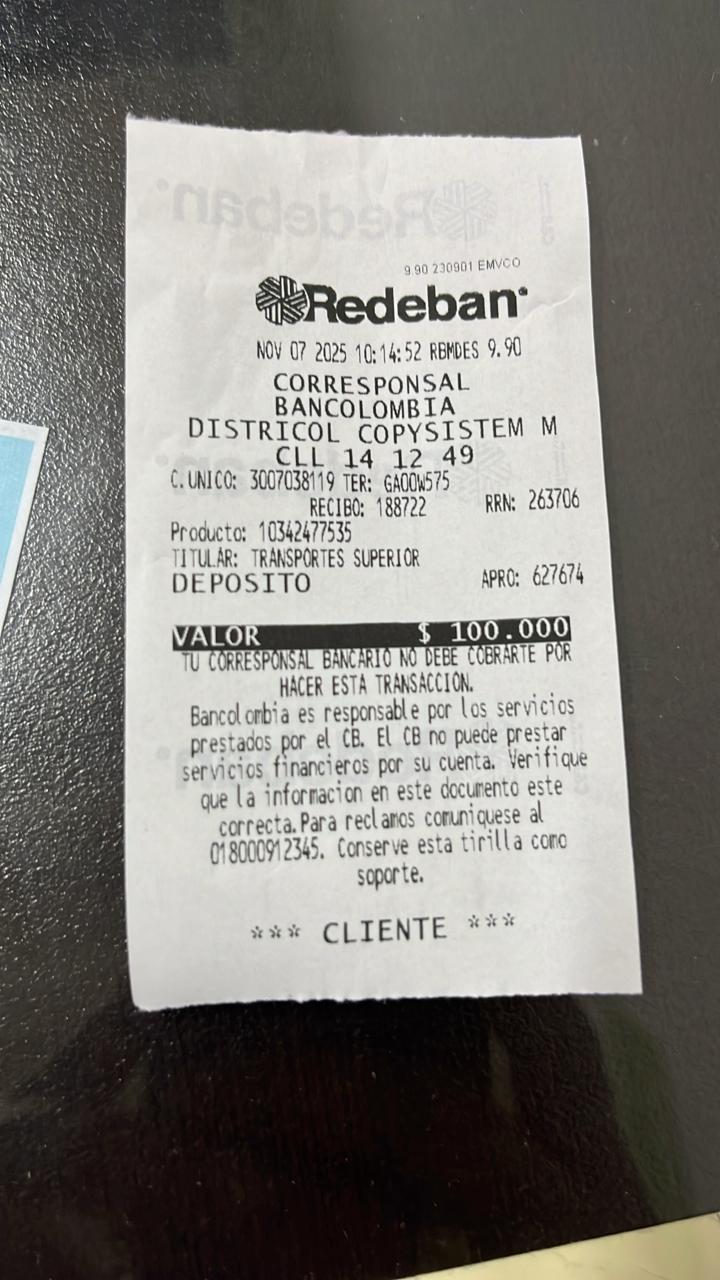 9.90 230901 EMVCO
Redeban
NOV 07 2025 10:14:52 RBMDES 9.90
CORRESPONSAL
BANCOLOMBIA
DISTRICOL COPYSISTEM M
CLL 14 12 49
C.UNICO: 3007038119 TER: GAOOW575
RECIBO: 188722 RRN: 263706
Producto: 10342477535
TITULAR: TRANSPORTES SUPERIOR
DEPOSITO APRO: 627674
VALOR $ 100.000
TU CORRESPONSAL BANCARIO NO DEBE COBRARTE POR
HACER ESTA TRANSACCION.
Bancolombia es responsable por los servicios
prestados por el CB. El CB no puede prestar
servicios financieros por su cuenta. Verifique
que la informacion en este documento este
correcta.Para reclamos comuniquese al
018000912345. Conserve esta tirilla como
soporte.
*** CLIENTE ***